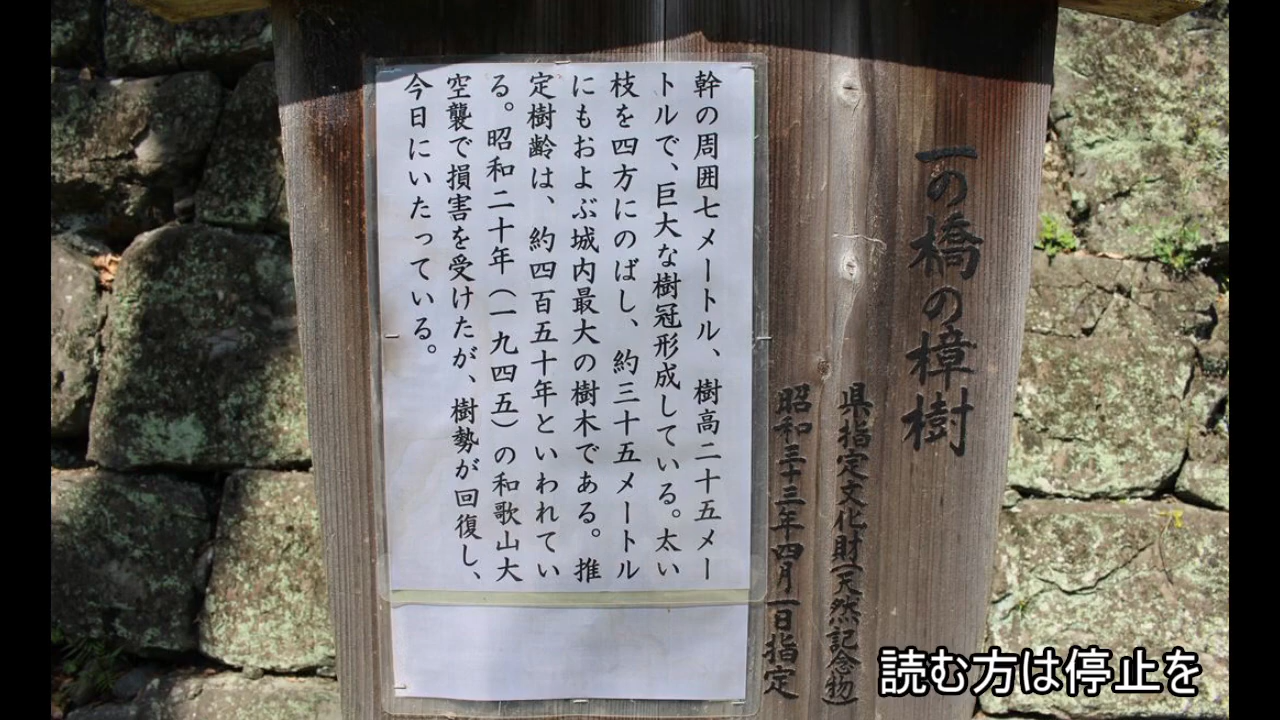 一の橋の樟樹
県指定文化財(天然記念物)
昭和三十三年四月一日指定
幹の周囲七メートル、樹高二十五メー
トルで、巨大な樹冠形成している。太い
枝を四方にのばし、約三十五メートル
にもおよぶ城内最大の樹木である。推
定樹齢は、約四百五十年といわれてい
る。昭和二十年(一九四五)の和歌山大
空襲で損害を受けたが、樹勢が回復し、
今日にいたっている。
読む方は停止を